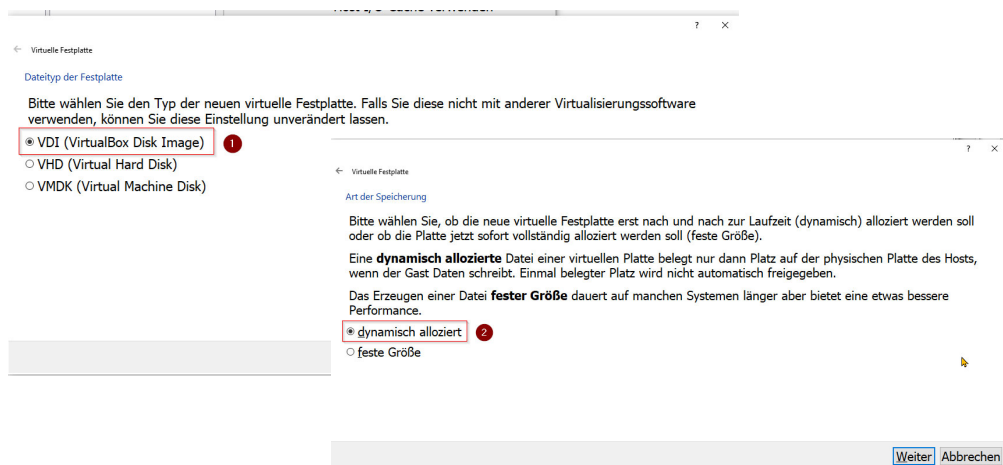 ? ×
← Virtuelle Festplatte
Dateityp der Festplatte
Bitte wählen Sie den Typ der neuen virtuelle Festplatte. Falls Sie diese nicht mit anderer Virtualisierungssoftware
verwenden, können Sie diese Einstellung unverändert lassen.
VDI (VirtualBox Disk Image)
1
VHD (Virtual Hard Disk)
VMDK (Virtual Machine Disk)
? ×
← Virtuelle Festplatte
Art der Speicherung
Bitte wählen Sie, ob die neue virtuelle Festplatte erst nach und nach zur Laufzeit (dynamisch) alloziert werden soll
oder ob die Platte jetzt sofort vollständig alloziert werden soll (feste Größe).
Eine dynamisch allozierte Datei einer virtuellen Platte belegt nur dann Platz auf der physischen Platte des Hosts,
wenn der Gast Daten schreibt. Einmal belegter Platz wird nicht automatisch freigegeben.
Das Erzeugen einer Datei fester Größe dauert auf manchen Systemen länger aber bietet eine etwas bessere
Performance.
dynamisch alloziert
2
feste Größe
Weiter Abbrechen